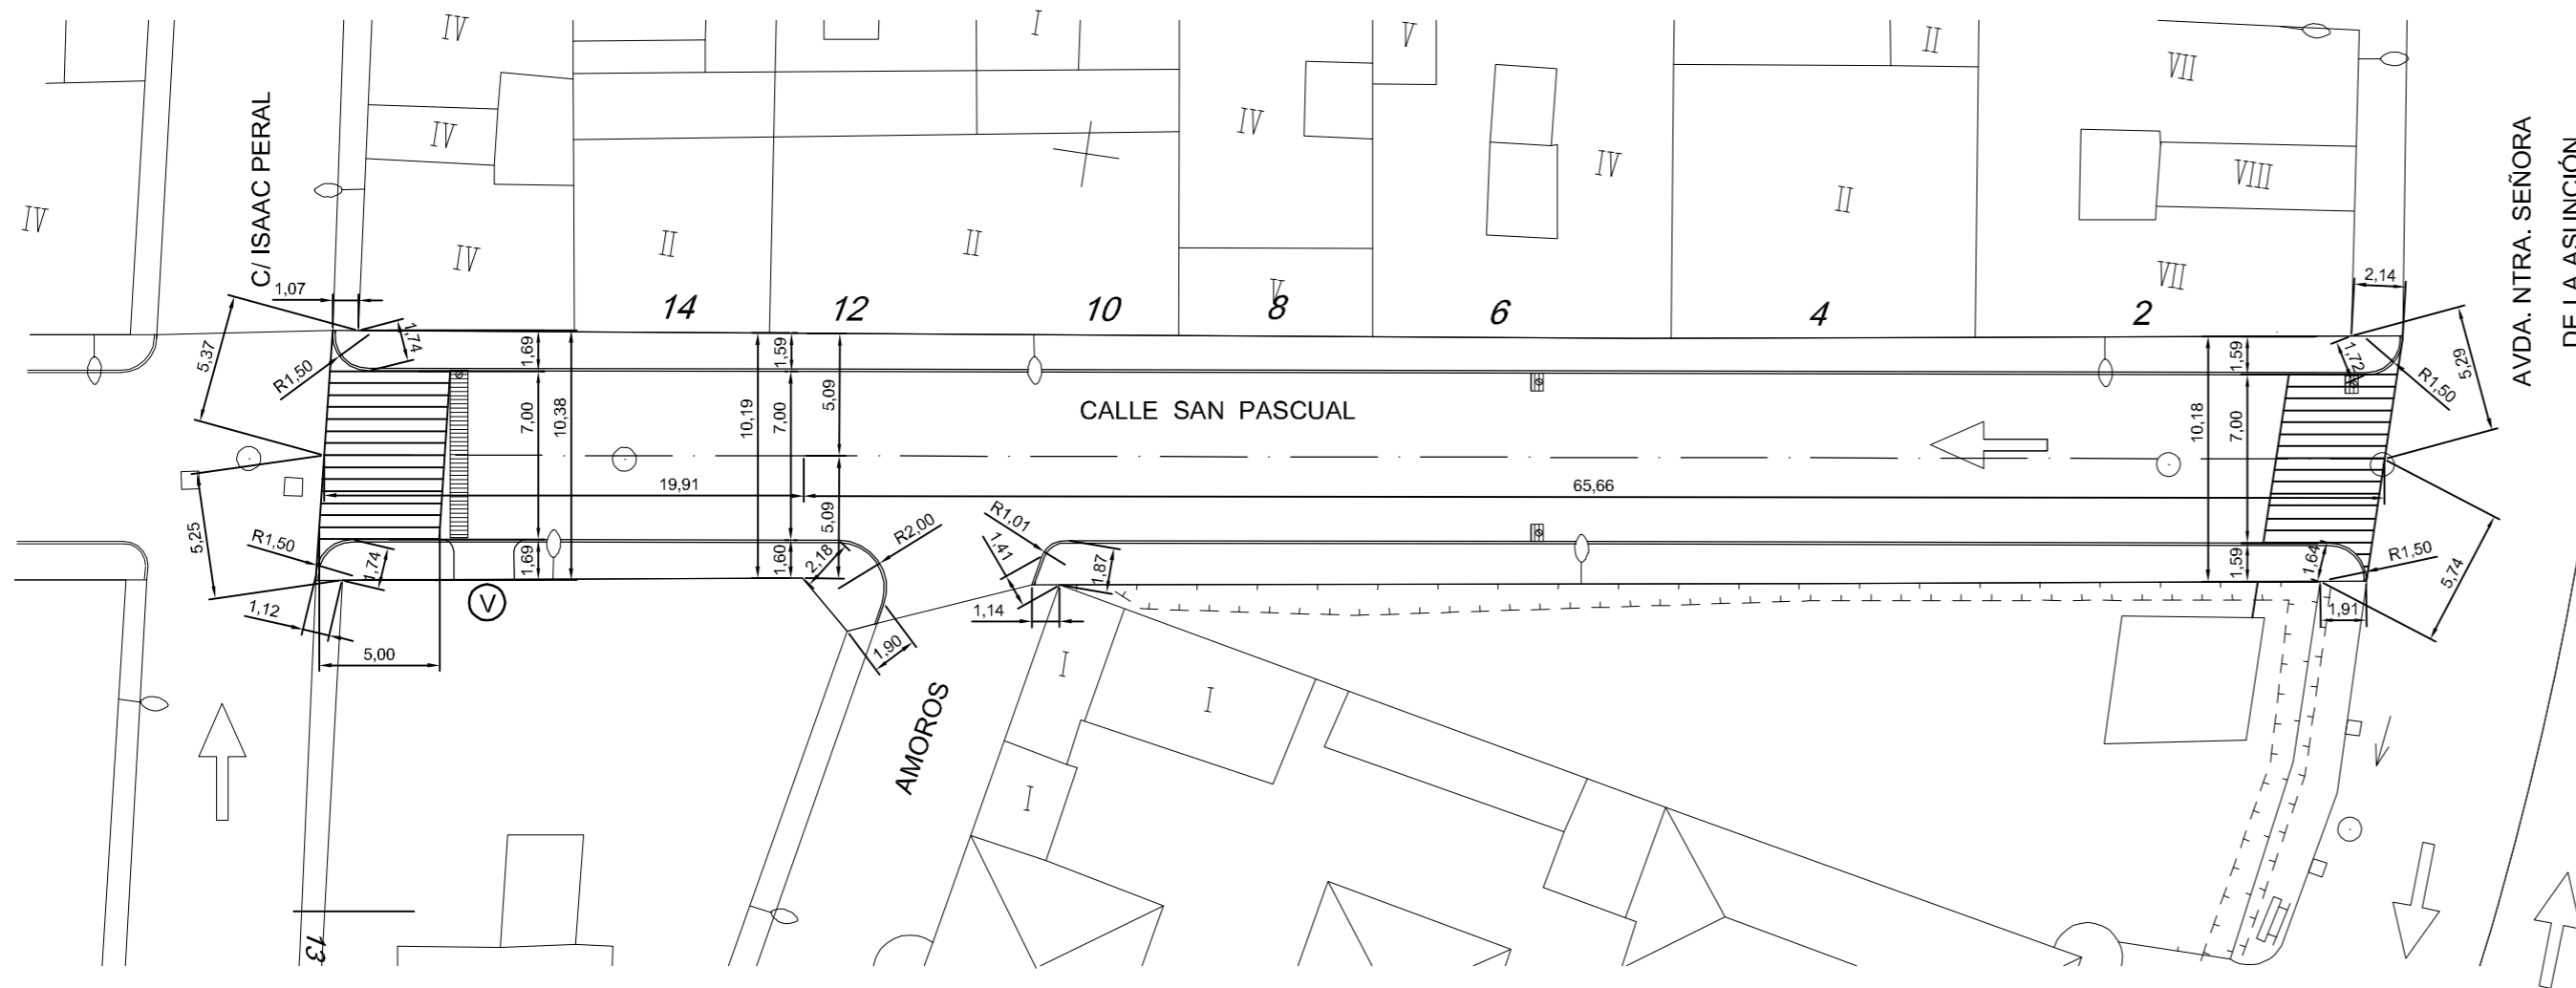 IV
I
V
II
VII
IV
IV
VIII
IV
IV
II
II
II
IV
V
VII
IV
C/ ISAAC PERAL
AVDA. NTRA. SEÑORA
DE LA ASUNCIÓN
14
12
10
8
6
4
2
1,07
2,14
5,37
R1,50
1,74
1,69
1,59
5,09
7,00
10,38
10,19
7,00
CALLE SAN PASCUAL
1,59
10,18
7,00
1,72
R1,50
5,29
19,91
65,66
5,25
R1,50
1,74
1,69
1,60
5,09
2,18
R2,00
R1,01
1,41
1,87
1,59
1,64
R1,50
5,74
1,12
5,00
V
1,90
1,14
1,91
AMOROS
I
I
I
13